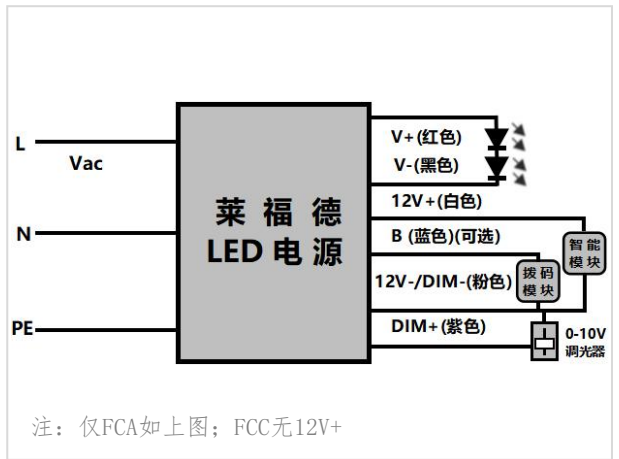 L
Vac
N
PE
莱福德
LED 电源
V+(红色)
V-(黑色)
12V+(白色)
B (蓝色)(可选)
12V-/DIM-(粉色)
DIM+(紫色)
智能
模块
拨码
模块
0-10V
调光器
注：仅FCA如上图；FCC无12V+